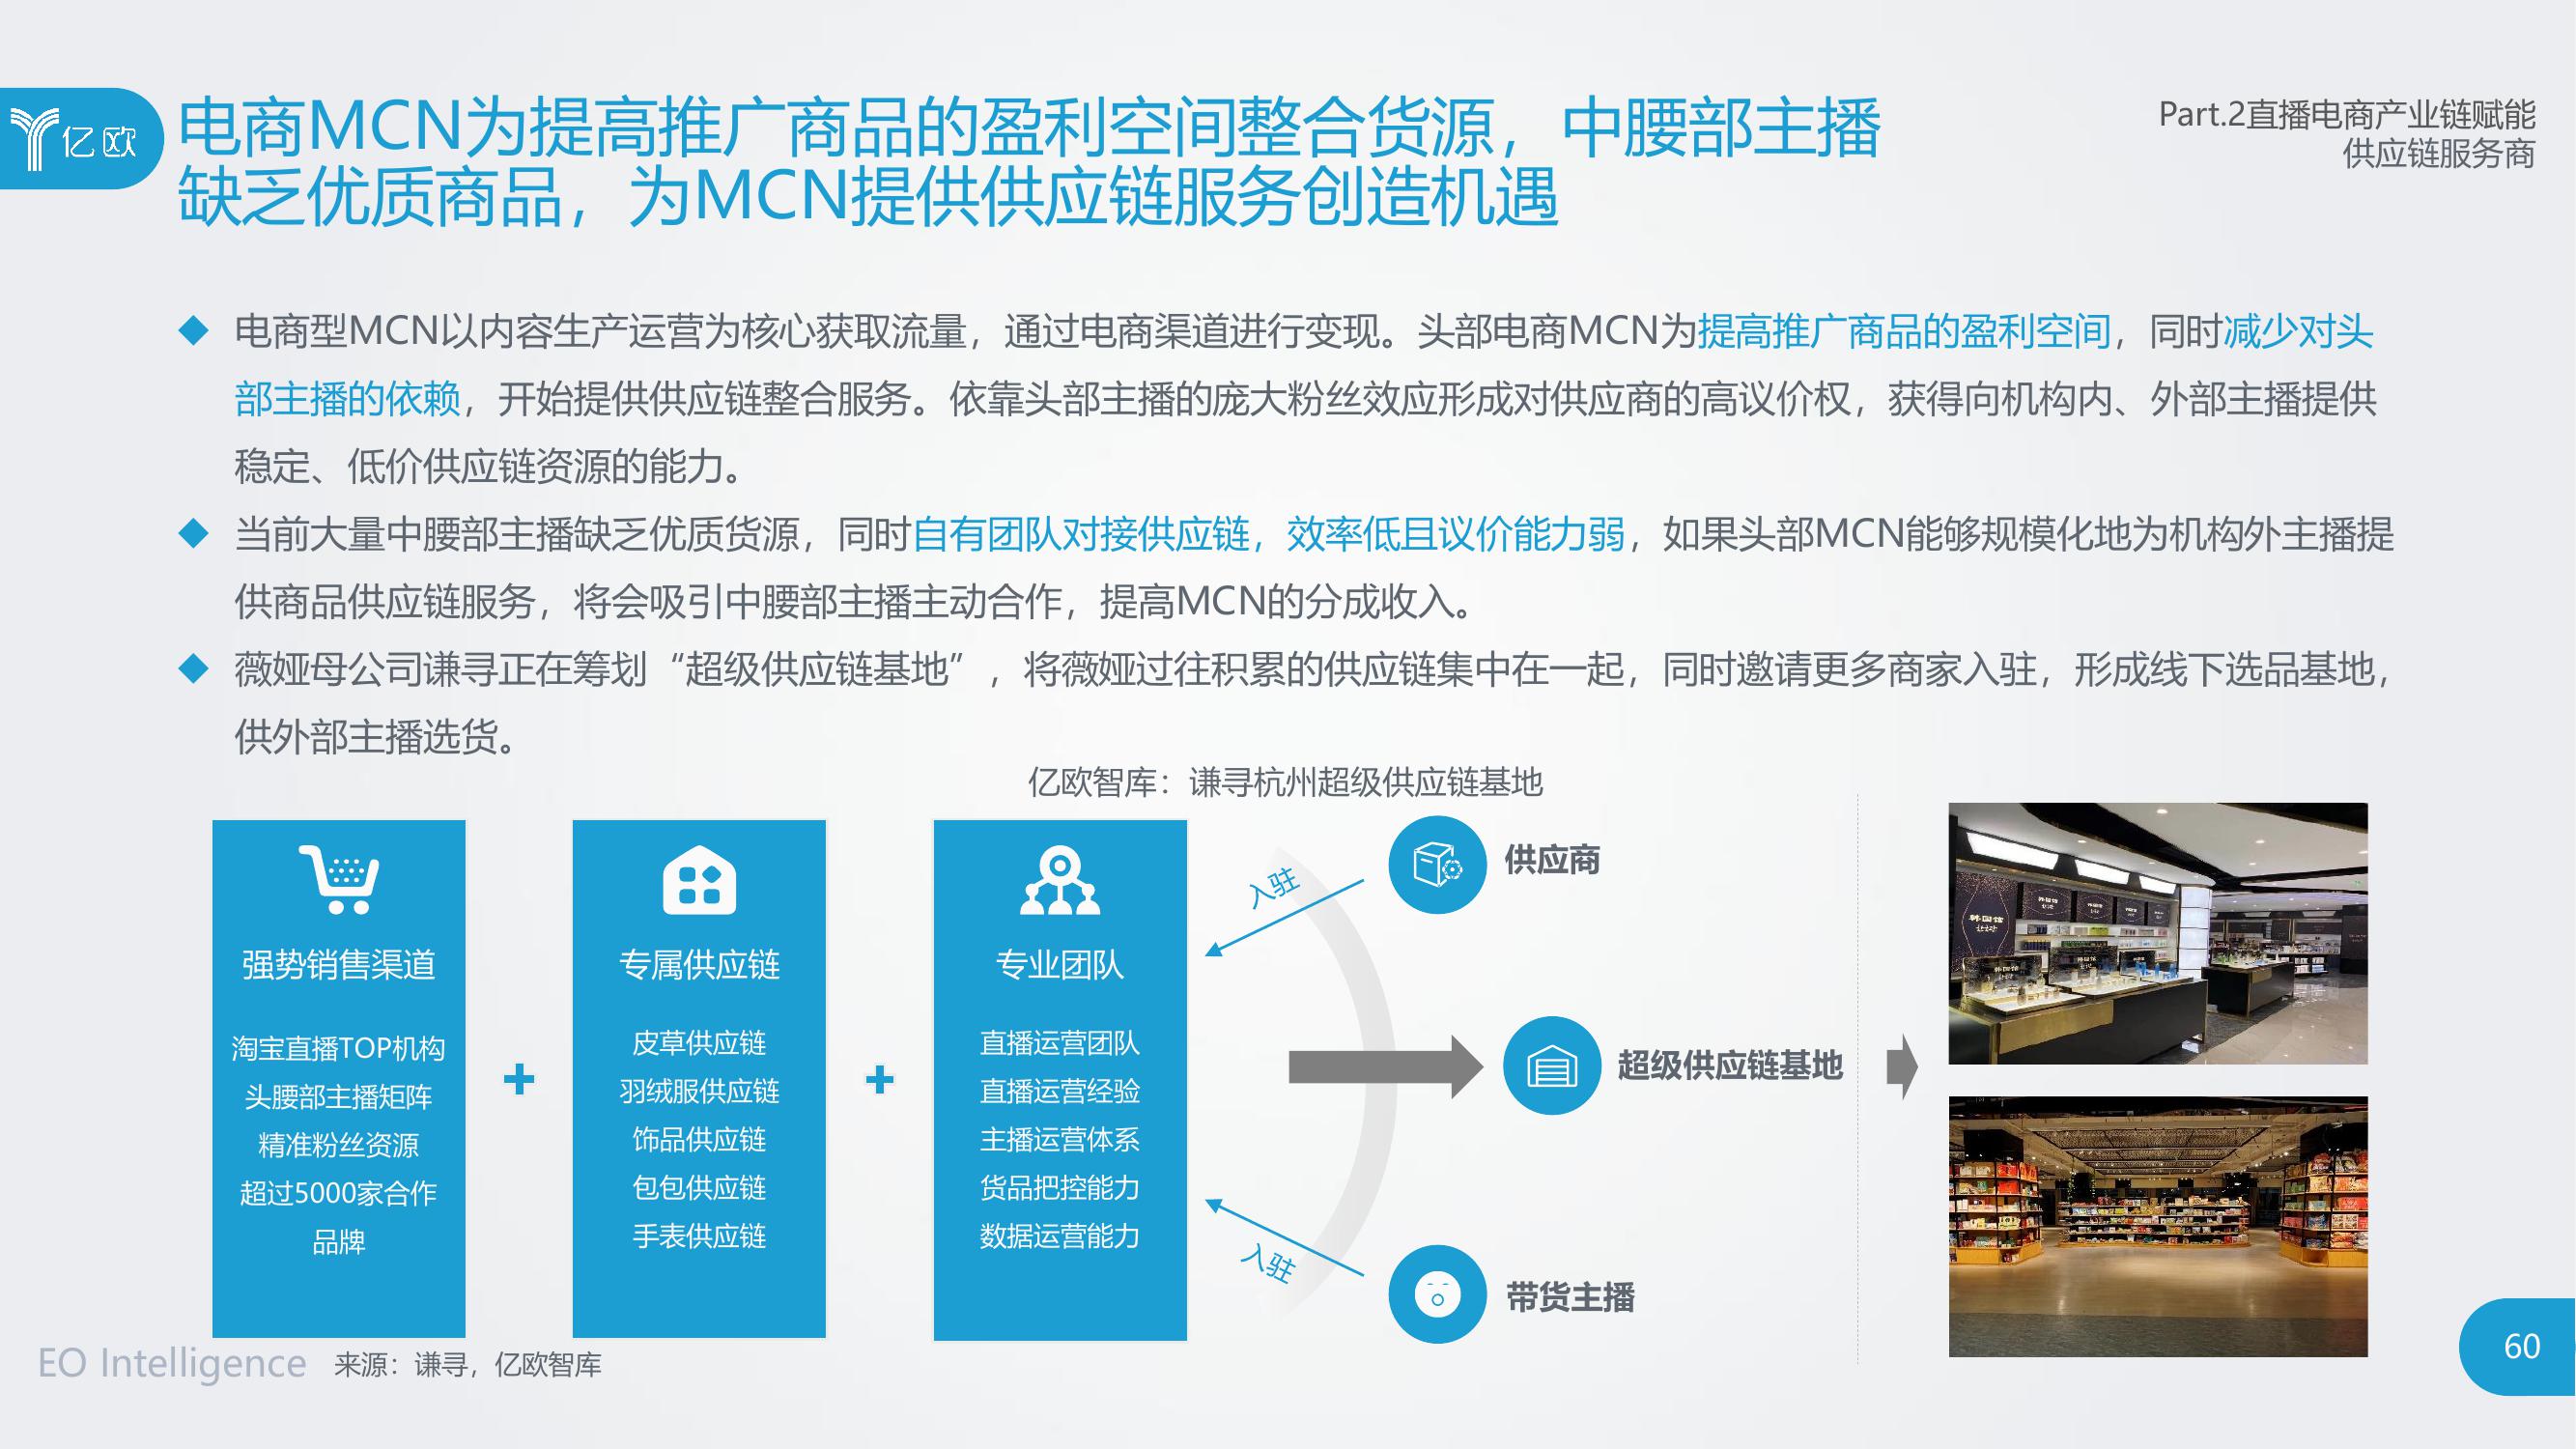 亿欧
电商MCN为提高推广商品的盈利空间整合货源，中腰部主播
缺乏优质商品，为MCN提供供应链服务创造机遇
Part.2直播电商产业链赋能
供应链服务商
电商型MCN以内容生产运营为核心获取流量，通过电商渠道进行变现。头部电商MCN为提高推广商品的盈利空间，同时减少对头
部主播的依赖，开始提供供应链整合服务。依靠头部主播的庞大粉丝效应形成对供应商的高议价权，获得向机构内、外部主播提供
稳定、低价供应链资源的能力。
当前大量中腰部主播缺乏优质货源，同时自有团队对接供应链，效率低且议价能力弱，如果头部MCN能够规模化地为机构外主播提
供商品供应链服务，将会吸引中腰部主播主动合作，提高MCN的分成收入。
薇娅母公司谦寻正在筹划“超级供应链基地”，将薇娅过往积累的供应链集中在一起，同时邀请更多商家入驻，形成线下选品基地，
供外部主播选货。
亿欧智库：谦寻杭州超级供应链基地
强势销售渠道
淘宝直播TOP机构
头腰部主播矩阵
精准粉丝资源
超过5000家合作
品牌
专属供应链
皮草供应链
羽绒服供应链
饰品供应链
包包供应链
手表供应链
专业团队
直播运营团队
直播运营经验
主播运营体系
货品把控能力
数据运营能力
入驻
供应商
超级供应链基地
入驻
带货主播
韩国馆
EO Intelligence
来源：谦寻，亿欧智库
60